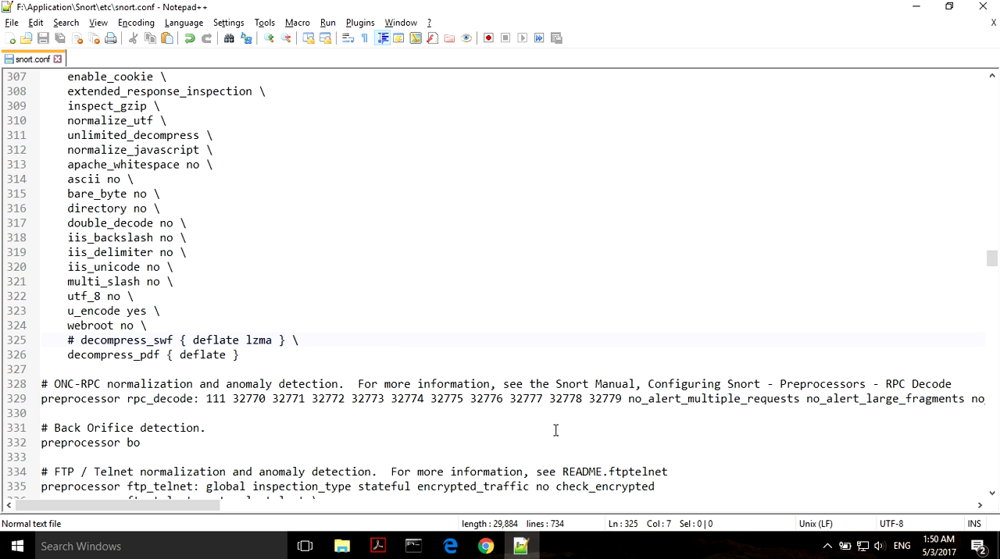 F:\Application\Snort\etc\snort.conf - Notepad++
File Edit Search View Encoding Language Settings Tools Macro Run Plugins Window ? X
snort.conf
307 enable_cookie \
308 extended_response_inspection \
309 inspect_gzip \
310 normalize_utf \
311 unlimited_decompress \
312 normalize_javascript \
313 apache_whitespace no \
314 ascii no \
315 bare_byte no \
316 directory no \
317 double_decode no \
318 iis_backslash no \
319 iis_delimiter no \
320 iis_unicode no \
321 multi_slash no \
322 utf_8 no \
323 u_encode yes \
324 webroot no \
325 # decompress_swf { deflate lzma } \
326 decompress_pdf { deflate }
327
328 # ONC-RPC normalization and anomaly detection.  For more information, see the Snort Manual, Configuring Snort - Preprocessors - RPC Decode
329 preprocessor rpc_decode: 111 32770 32771 32772 32773 32774 32775 32776 32777 32778 32779 no_alert_multiple_requests no_alert_large_fragments no_
330
331 # Back Orifice detection.
332 preprocessor bo
333
334 # FTP / Telnet normalization and anomaly detection.  For more information, see README.ftptelnet
335 preprocessor ftp_telnet: global inspection_type stateful encrypted_traffic no check_encrypted
Normal text file length : 29,884 lines : 734 Ln : 325 Col : 7 Sel : 0 | 0 Unix (LF) UTF-8 INS
Search Windows ENG 1:50 AM
5/3/2017 2